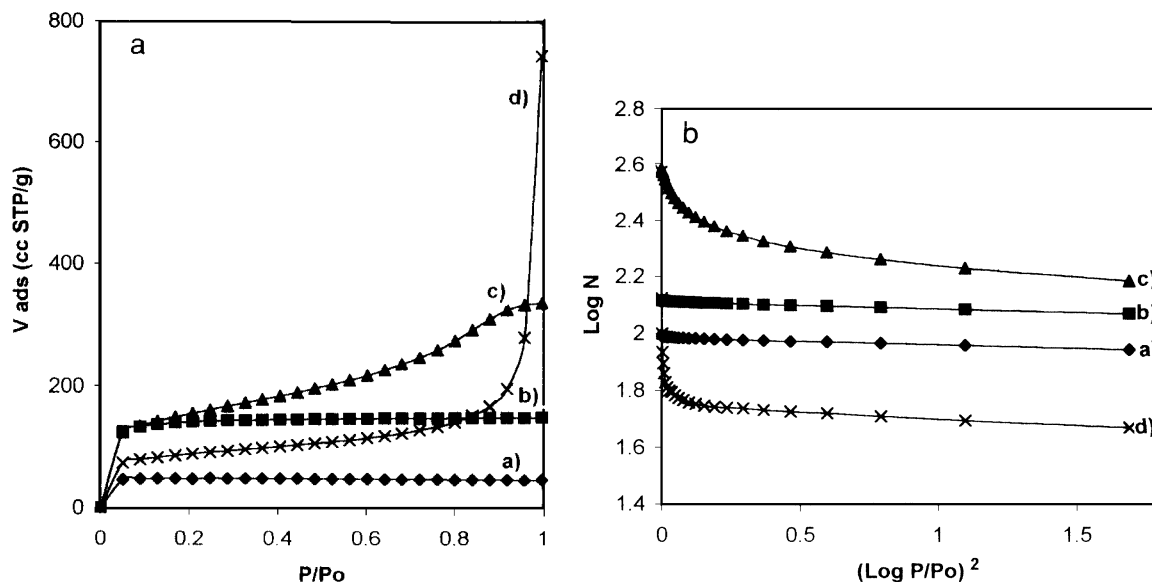 a
V ads (cc STP/g)
800
600
400
200
0
d)
c)
b)
a)
0
0.2
0.4
0.6
0.8
1
P/Po
b
Log N
2.8
2.6
2.4
2.2
2
1.8
1.6
1.4
c)
b)
a
d)
0
0.5
1
1.5
(Log P/Po) 2